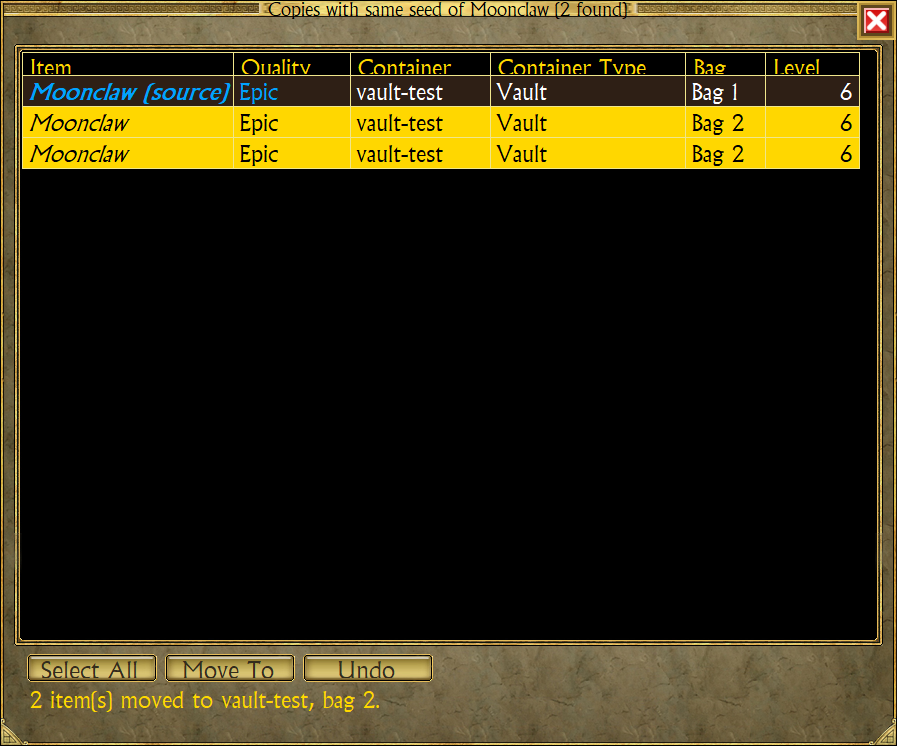 Copies with same seed of Moonclaw (2 found)
Item Quality Container Container Type Bag Level
Moonclaw (source) Epic vault-test Vault Bag 1 6
Moonclaw Epic vault-test Vault Bag 2 6
Moonclaw Epic vault-test Vault Bag 2 6
Select All Move To Undo
2 item(s) moved to vault-test, bag 2.